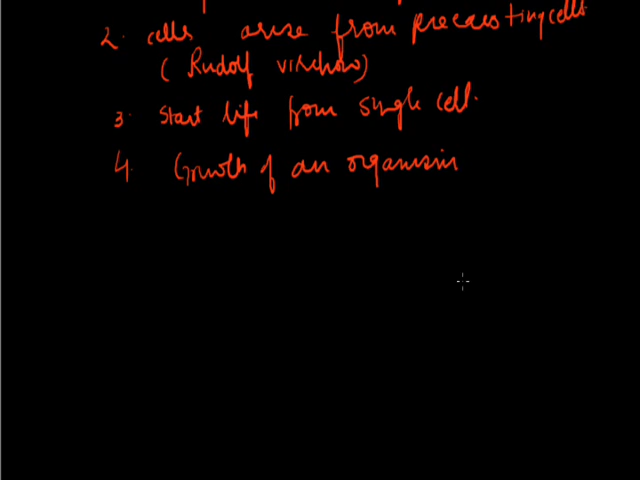 2. cells arise from preexisting cells
( Rudolf virchow)
3. Start life from single cell.
4. Growth of an organism